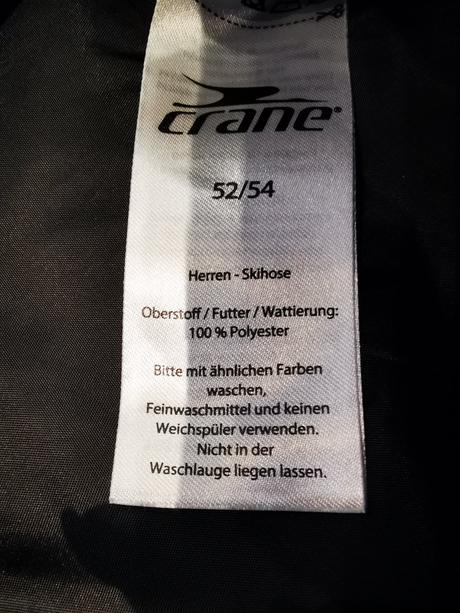 crane®
52/54
Herren - Skihose
Oberstoff / Futter / Wattierung:
100 % Polyester
Bitte mit ähnlichen Farben
waschen,
Feinwaschmittel und keinen
Weichspüler verwenden.
Nicht in der
Waschlauge liegen lassen.